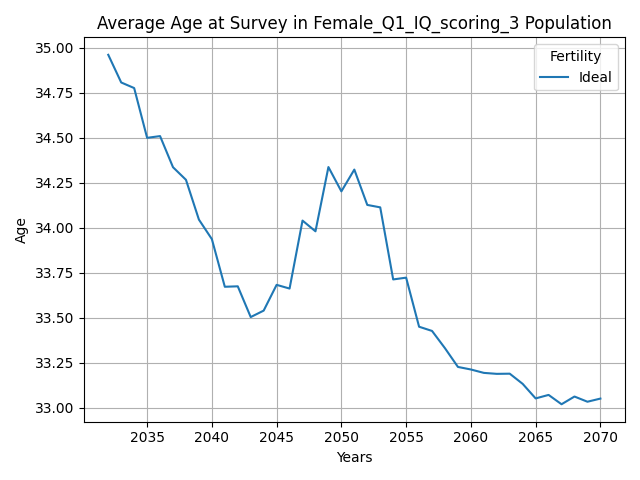 Average Age at Survey in Female_Q1_IQ_scoring_3 Population
Fertility
Ideal
Age
35.00
34.75
34.50
34.25
34.00
33.75
33.50
33.25
33.00
2035 2040 2045 2050 2055 2060 2065 2070
Years